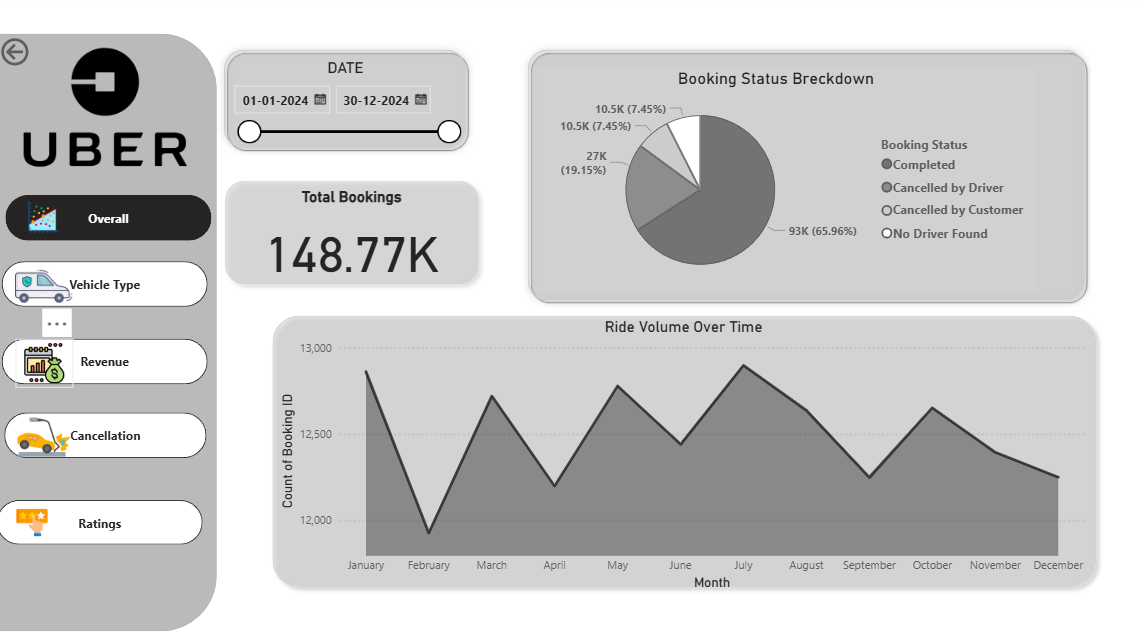 UBER
Overall
Vehicle Type
Revenue
Cancellation
Ratings
DATE
01-01-2024 30-12-2024
Total Bookings
148.77K
Booking Status Breckdown
10.5K (7.45%)
10.5K (7.45%)
27K
(19.15%)
93K (65.96%)
Booking Status
Completed
Cancelled by Driver
Cancelled by Customer
No Driver Found
Ride Volume Over Time
Count of Booking ID
13,000
12,500
12,000
January February March April May June July August September October November December
Month